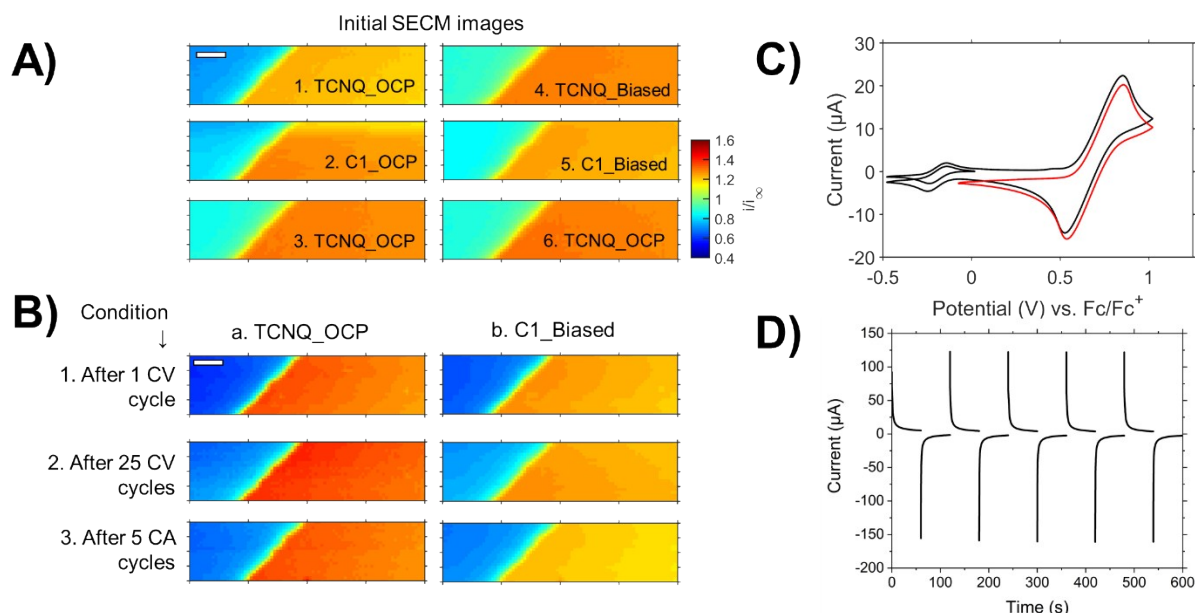 A)
Initial SECM images
1. TCNQ_OCP
4. TCNQ_Biased
2. C1_OCP
5. C1_Biased
3. TCNQ_OCP
6. TCNQ_OCP
1.6
1.4
1.2
1.0
0.8
0.6
0.4
i/i∞
B)
Condition
↓
a. TCNQ_OCP
b. C1_Biased
1. After 1 CV
cycle
2. After 25 CV
cycles
3. After 5 CA
cycles
C)
Current (µA)
30
20
10
0
-10
-20
-0.5
0
0.5
1
Potential (V) vs. Fc/Fc+
D)
Current (µA)
150
100
50
0
-50
-100
-150
-200
0
100
200
300
400
500
600
Time (s)